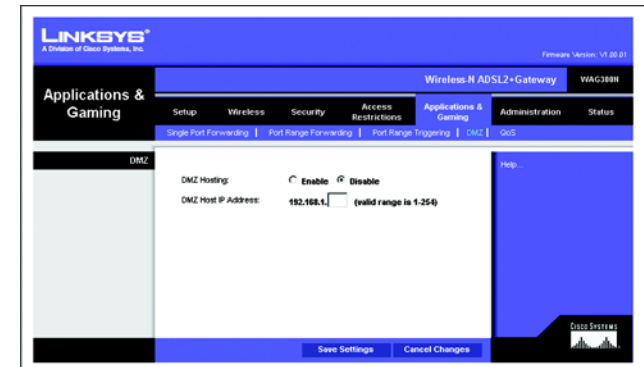 LINKSYS®
A Division of Cisco Systems, Inc.
Firmware Version: V1.00.01
Wireless-N ADSL2+Gateway WAG300N
Applications & Gaming
Setup Wireless Security Access Restrictions Applications & Gaming Administration Status
Single Port Forwarding | Port Range Forwarding | Port Range Triggering | DMZ | QoS
DMZ
Help...
DMZ Hosting: Enable Disable
DMZ Host IP Address: 192.168.1. (valid range is 1-254)
CISCO SYSTEMS
Save Settings Cancel Changes